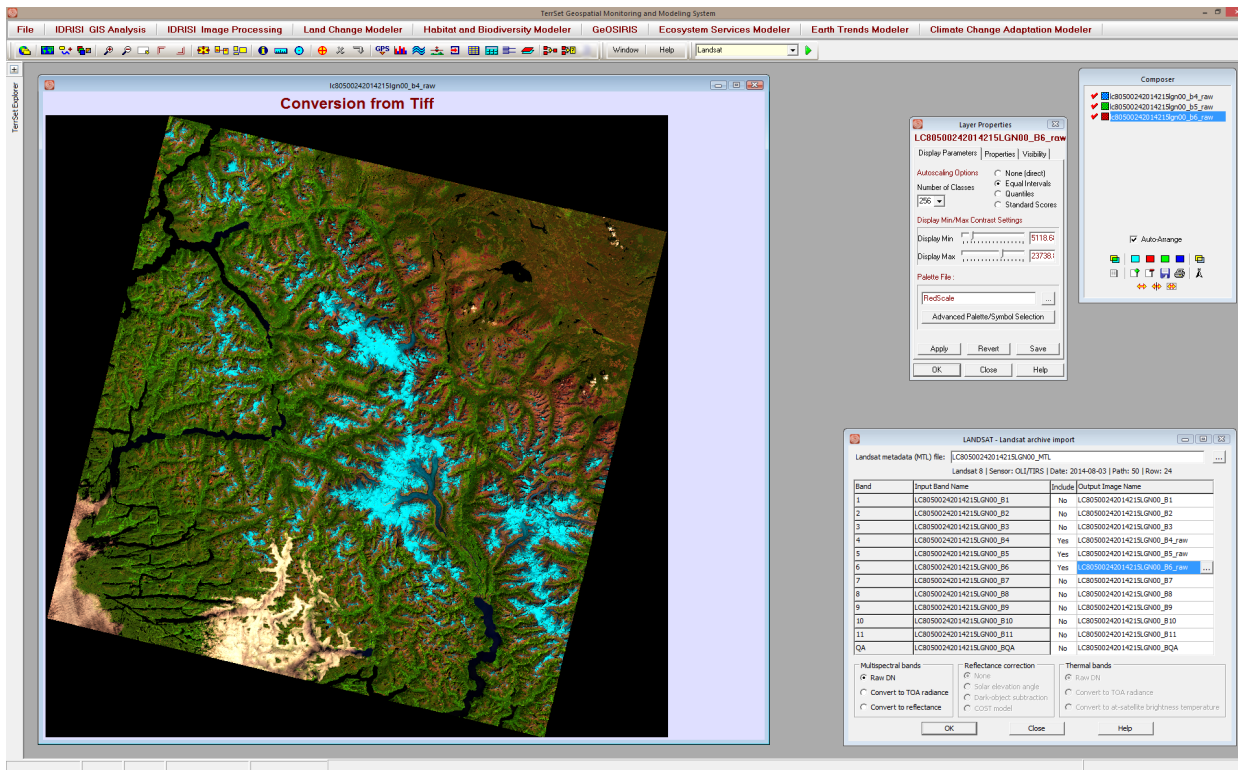 TerrSet Geospatial Monitoring and Modeling System
File IDRISI GIS Analysis IDRISI Image Processing Land Change Modeler Habitat and Biodiversity Modeler GeOSIRIS Ecosystem Services Modeler Earth Trends Modeler Climate Change Adaptation Modeler
GPS Window Help Landsat
TerrSet Explorer
lc80500242014215lgn00_b4_raw
Conversion from Tiff
Composer
lc80500242014215lgn00_b4_raw
lc80500242014215lgn00_b5_raw
lc80500242014215lgn00_b6_raw
Auto-Arrange
Layer Properties
LC80500242014215LGN00_B6_raw
Display Parameters Properties Visibility
Autoscaling Options
None (direct)
Equal Intervals
Quantiles
Standard Scores
Number of Classes
256
Display Min/Max Contrast Settings
Display Min 5118.6
Display Max 23738.
Palette File :
RedScale ...
Advanced Palette/Symbol Selection
Apply Revert Save
OK Close Help
LANDSAT - Landsat archive import
Landsat metadata (MTL) file: LC80500242014215LGN00_MTL ...
Landsat 8 | Sensor: OLI/TIRS | Date: 2014-08-03 | Path: 50 | Row: 24
Band Input Band Name Include Output Image Name
1 LC80500242014215LGN00_B1 No LC80500242014215LGN00_B1
2 LC80500242014215LGN00_B2 No LC80500242014215LGN00_B2
3 LC80500242014215LGN00_B3 No LC80500242014215LGN00_B3
4 LC80500242014215LGN00_B4 Yes LC80500242014215LGN00_B4_raw
5 LC80500242014215LGN00_B5 Yes LC80500242014215LGN00_B5_raw
6 LC80500242014215LGN00_B6 Yes LC80500242014215LGN00_B6_raw ...
7 LC80500242014215LGN00_B7 No LC80500242014215LGN00_B7
8 LC80500242014215LGN00_B8 No LC80500242014215LGN00_B8
9 LC80500242014215LGN00_B9 No LC80500242014215LGN00_B9
10 LC80500242014215LGN00_B10 No LC80500242014215LGN00_B10
11 LC80500242014215LGN00_B11 No LC80500242014215LGN00_B11
QA LC80500242014215LGN00_BQA No LC80500242014215LGN00_BQA
Multispectral bands
Raw DN
Convert to TOA radiance
Convert to reflectance
Reflectance correction
None
Solar elevation angle
Dark-object subtraction
COST model
Thermal bands
Raw DN
Convert to TOA radiance
Convert to at-satellite brightness temperature
OK Close Help